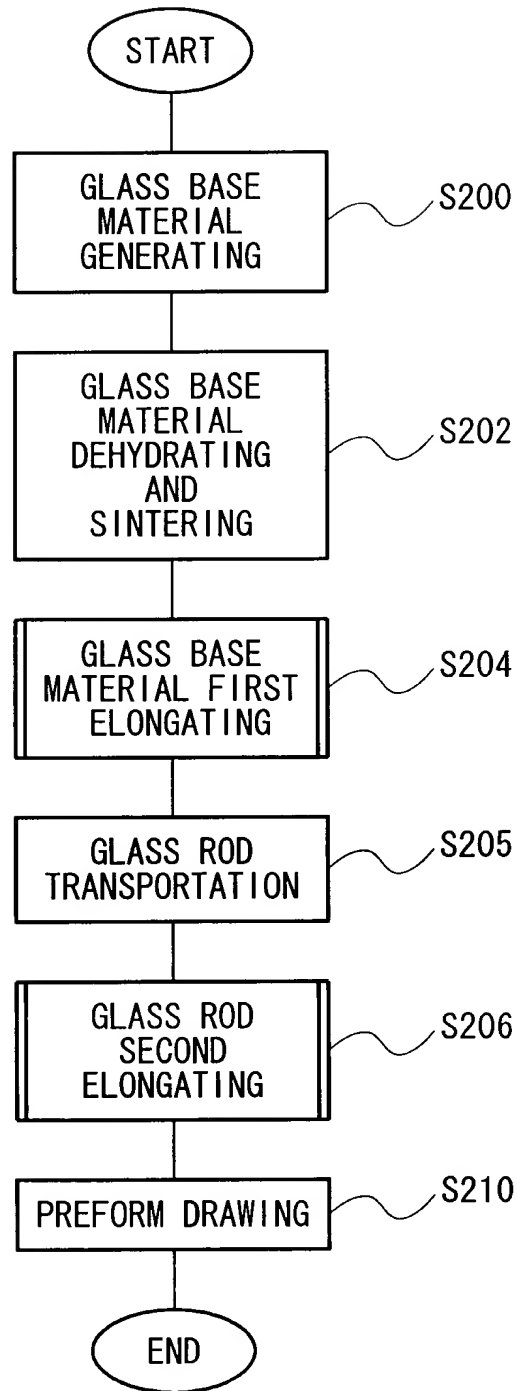 START
GLASS BASE
MATERIAL
GENERATING
S200
GLASS BASE
MATERIAL
DEHYDRATING
AND
SINTERING
S202
GLASS BASE
MATERIAL FIRST
ELONGATING
S204
GLASS ROD
TRANSPORTATION
S205
GLASS ROD
SECOND
ELONGATING
S206
PREFORM DRAWING
S210
END